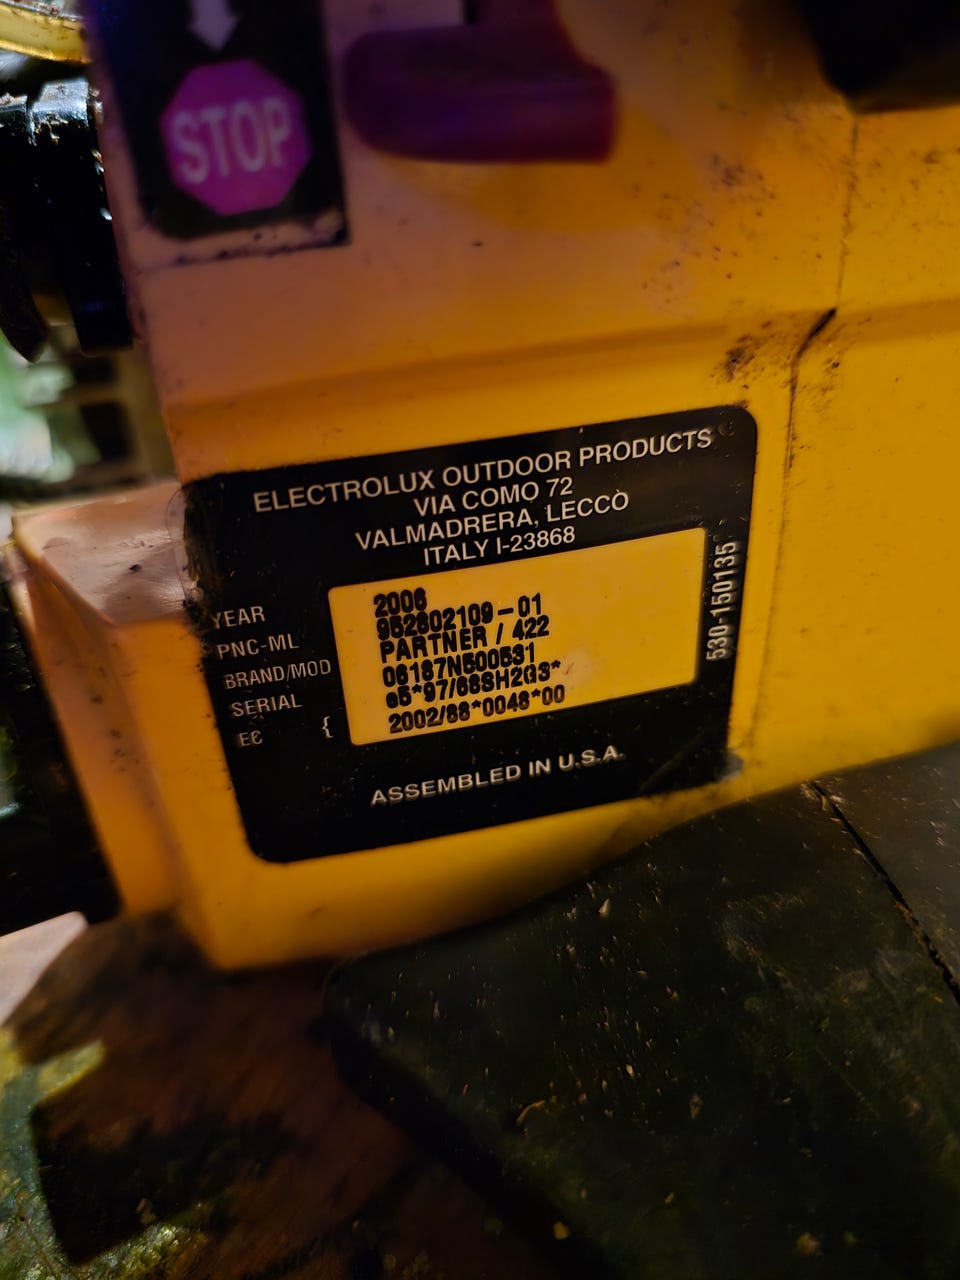 STOP
ELECTROLUX OUTDOOR PRODUCTS
VIA COMO 72
VALMADRERA, LECCO
ITALY I-23868
YEAR 2006
PNC-ML 952802109-01
BRAND/MOD PARTNER / 422
SERIAL 06187N500531
EC { e5*97/68SH2G3*
2002/88*0048*00
ASSEMBLED IN U.S.A.
530-150135